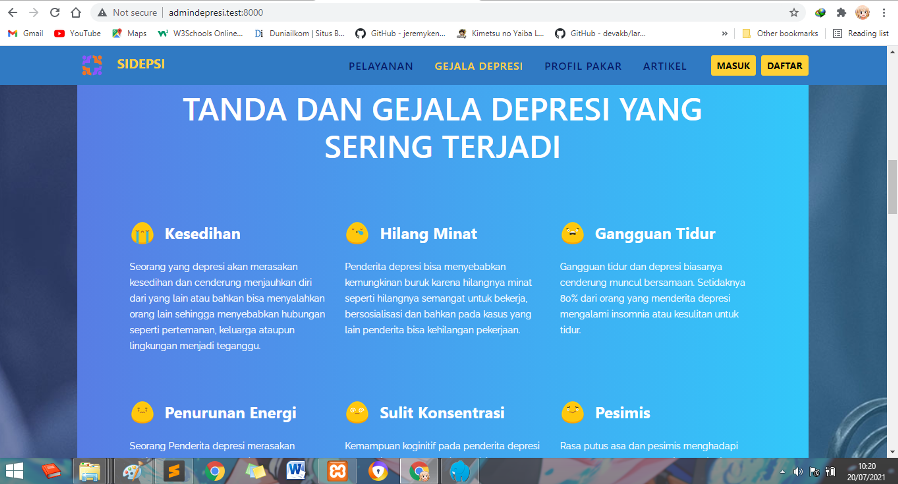 Not secure | admindepresi.test:8000
Gmail YouTube Maps W3Schools Online... Duniailkom | Situs B... GitHub - jeremyken... Kimetsu no Yaiba L... GitHub - devakb/lar... » Other bookmarks Reading list
SIDEPSI PELAYANAN GEJALA DEPRESI PROFIL PAKAR ARTIKEL MASUK DAFTAR
TANDA DAN GEJALA DEPRESI YANG
SERING TERJADI
Kesedihan
Seorang yang depresi akan merasakan
kesedihan dan cenderung menjauhkan diri
dari yang lain atau bahkan bisa menyalahkan
orang lain sehingga menyebabkan hubungan
seperti pertemanan, keluarga ataupun
lingkungan menjadi teganggu.
Hilang Minat
Penderita depresi bisa menyebabkan
kemungkinan buruk karena hilangnya minat
seperti hilangnya semangat untuk bekerja,
bersosialisasi dan bahkan pada kasus yang
lain penderita bisa kehilangan pekerjaan.
Gangguan Tidur
Gangguan tidur dan depresi biasanya
cenderung muncul bersamaan. Setidaknya
80% dari orang yang menderita depresi
mengalami insomnia atau kesulitan untuk
tidur.
Penurunan Energi
Seorang Penderita depresi merasakan
Sulit Konsentrasi
Kemampuan koginitif pada penderita depresi
Pesimis
Rasa putus asa dan pesimis menghadapi
10:20
20/07/2021